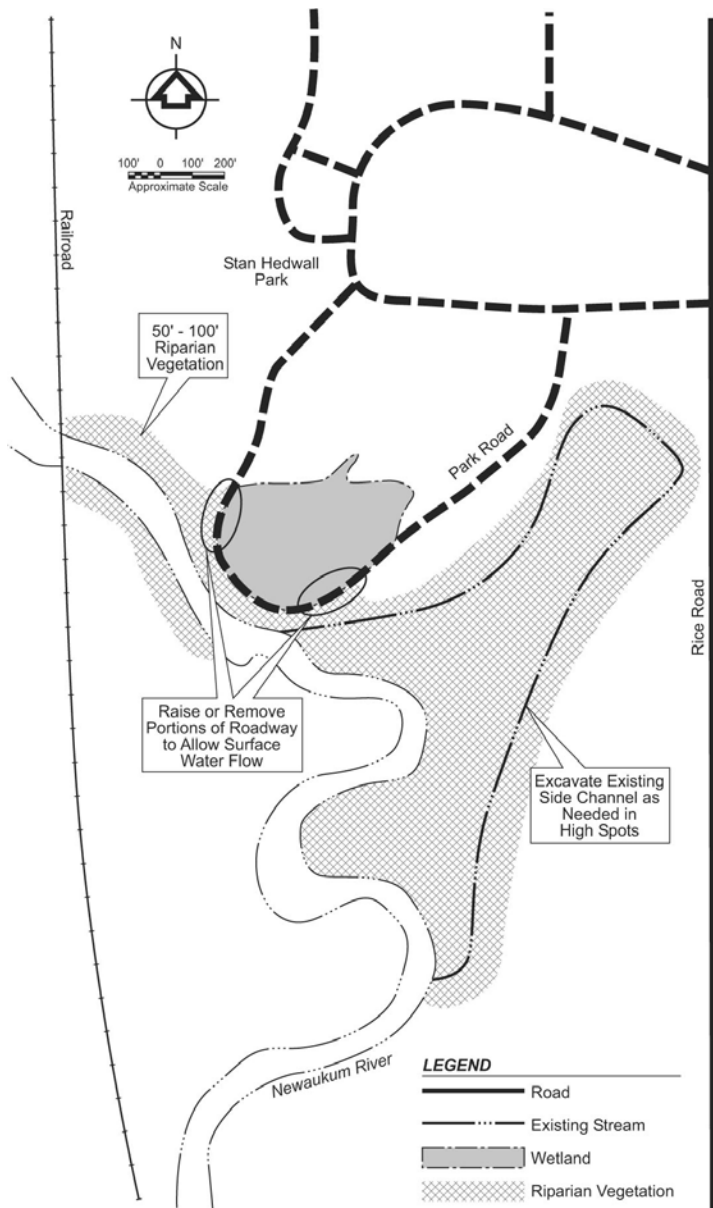 N
100' 0 100' 200'
Approximate Scale
Railroad
Stan Hedwall
Park
50' - 100'
Riparian
Vegetation
Park Road
Rice Road
Raise or Remove
Portions of Roadway
to Allow Surface
Water Flow
Excavate Existing
Side Channel as
Needed in
High Spots
Newaukum River
LEGEND
Road
Existing Stream
Wetland
Riparian Vegetation